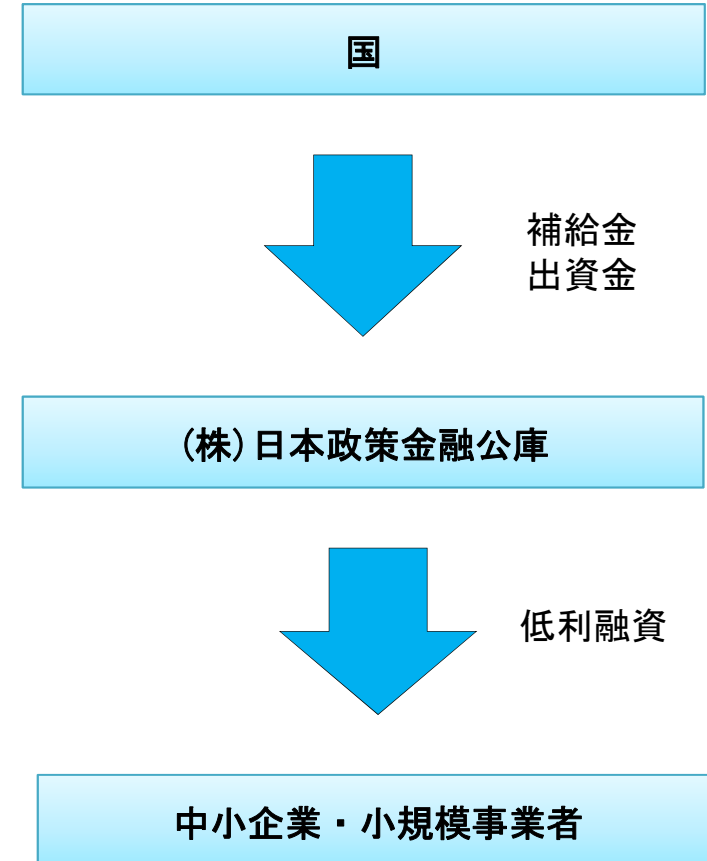 国
補給金
出資金
(株)日本政策金融公庫
低利融資
中小企業・小規模事業者